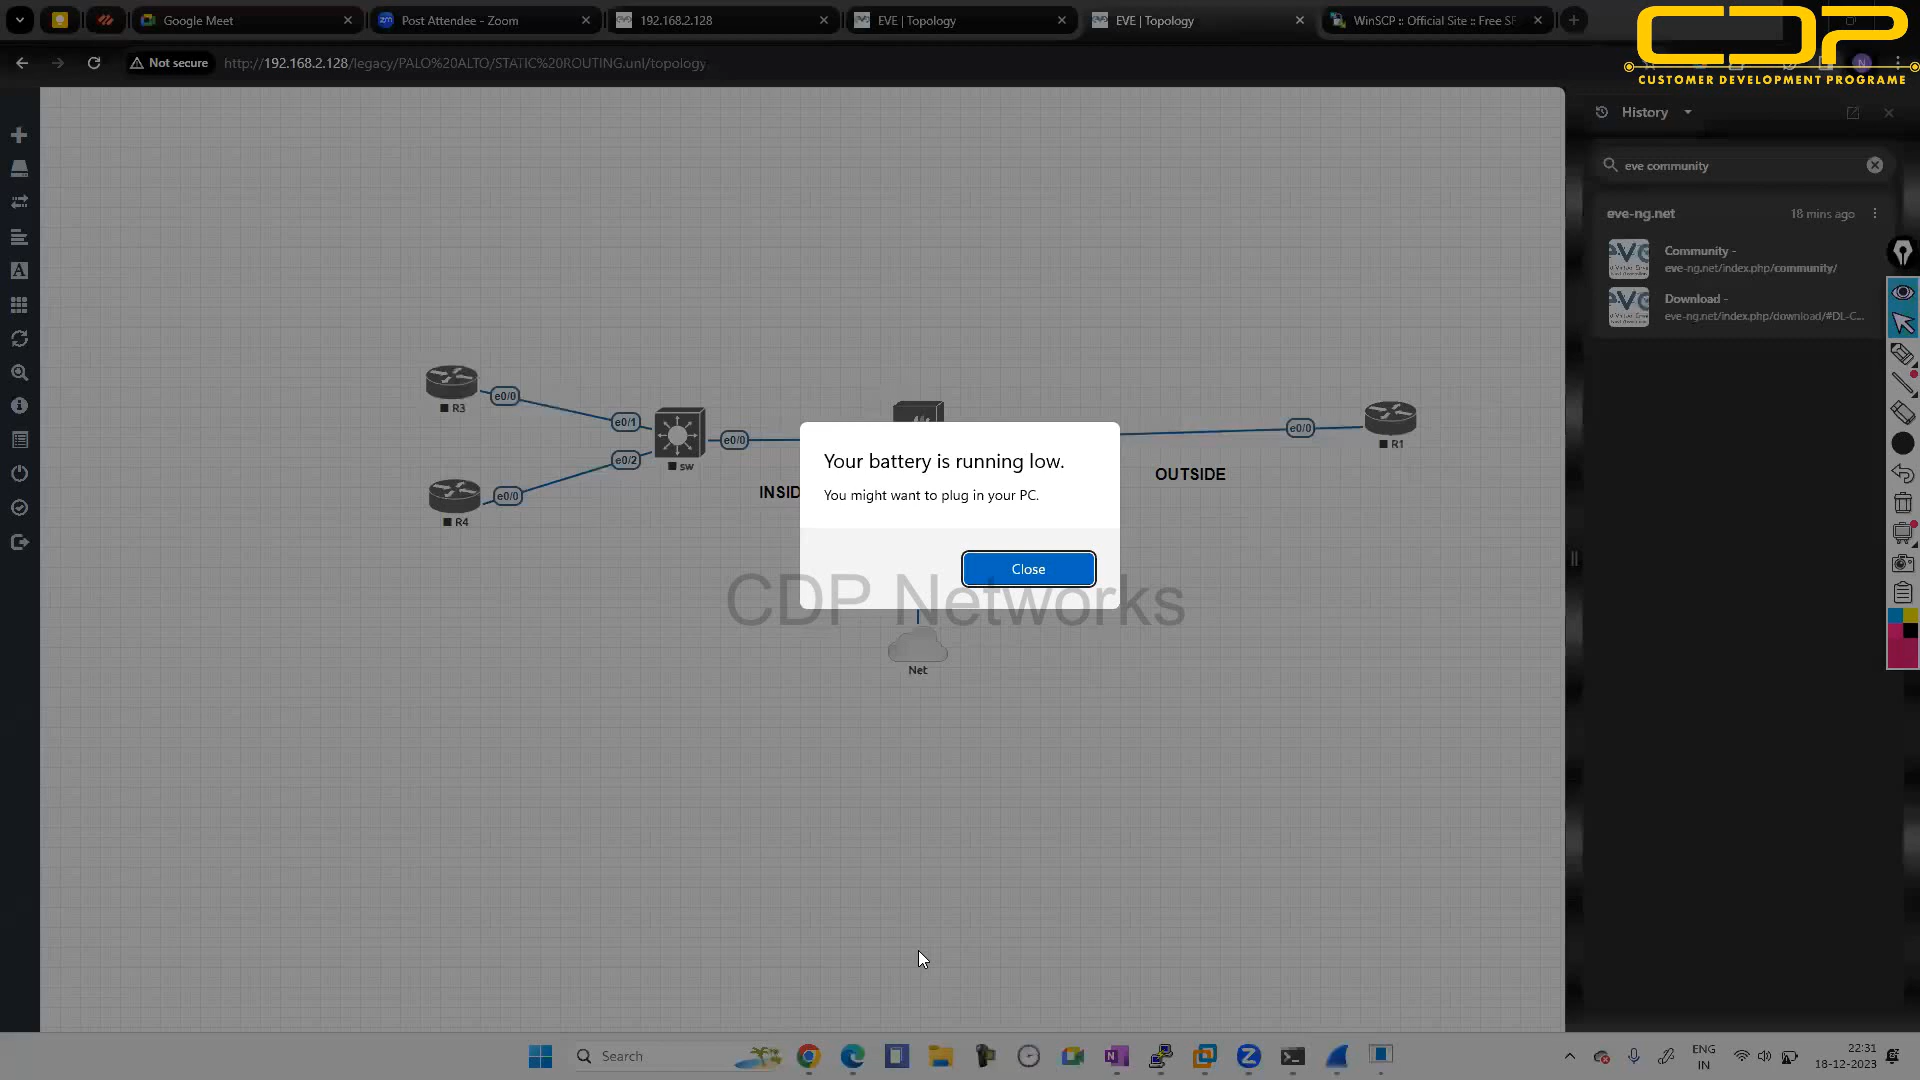 Google Meet
Post Attendee - Zoom
192.168.2.128
EVE | Topology
EVE | Topology
WinSCP :: Official Site :: Free SF
CDP
CUSTOMER DEVELOPMENT PROGRAME
Not secure
http://192.168.2.128/legacy/PALO%20ALTO/STATIC%20ROUTING.unl/topology
History
eve community
eve-ng.net
18 mins ago
Community -
eve-ng.net/index.php/community/
Download -
eve-ng.net/index.php/download/#DL-C...
R3
e0/0
e0/1
sw
e0/0
e0/2
R4
e0/0
INSID
OUTSIDE
e0/0
R1
Your battery is running low.
You might want to plug in your PC.
Close
CDP Networks
Net
Search
ENG
IN
22:31
18-12-2023